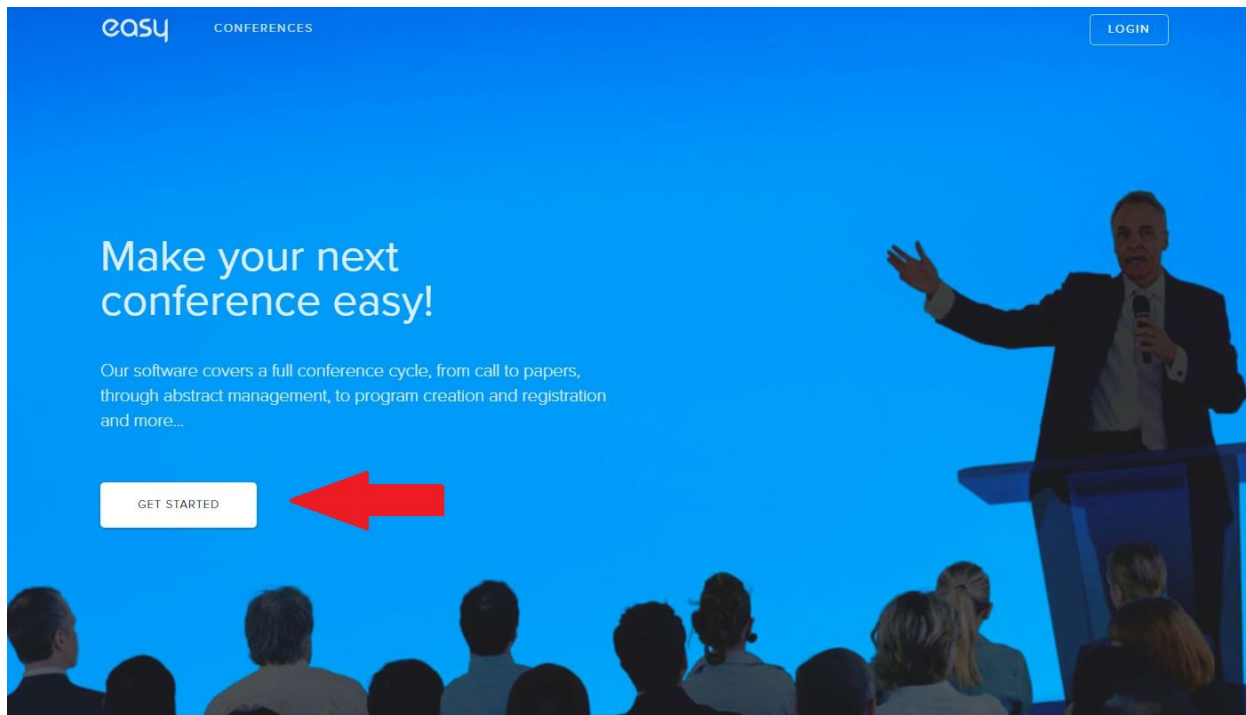 easy CONFERENCES LOGIN
Make your next
conference easy!
Our software covers a full conference cycle, from call to papers,
through abstract management, to program creation and registration
and more...
GET STARTED